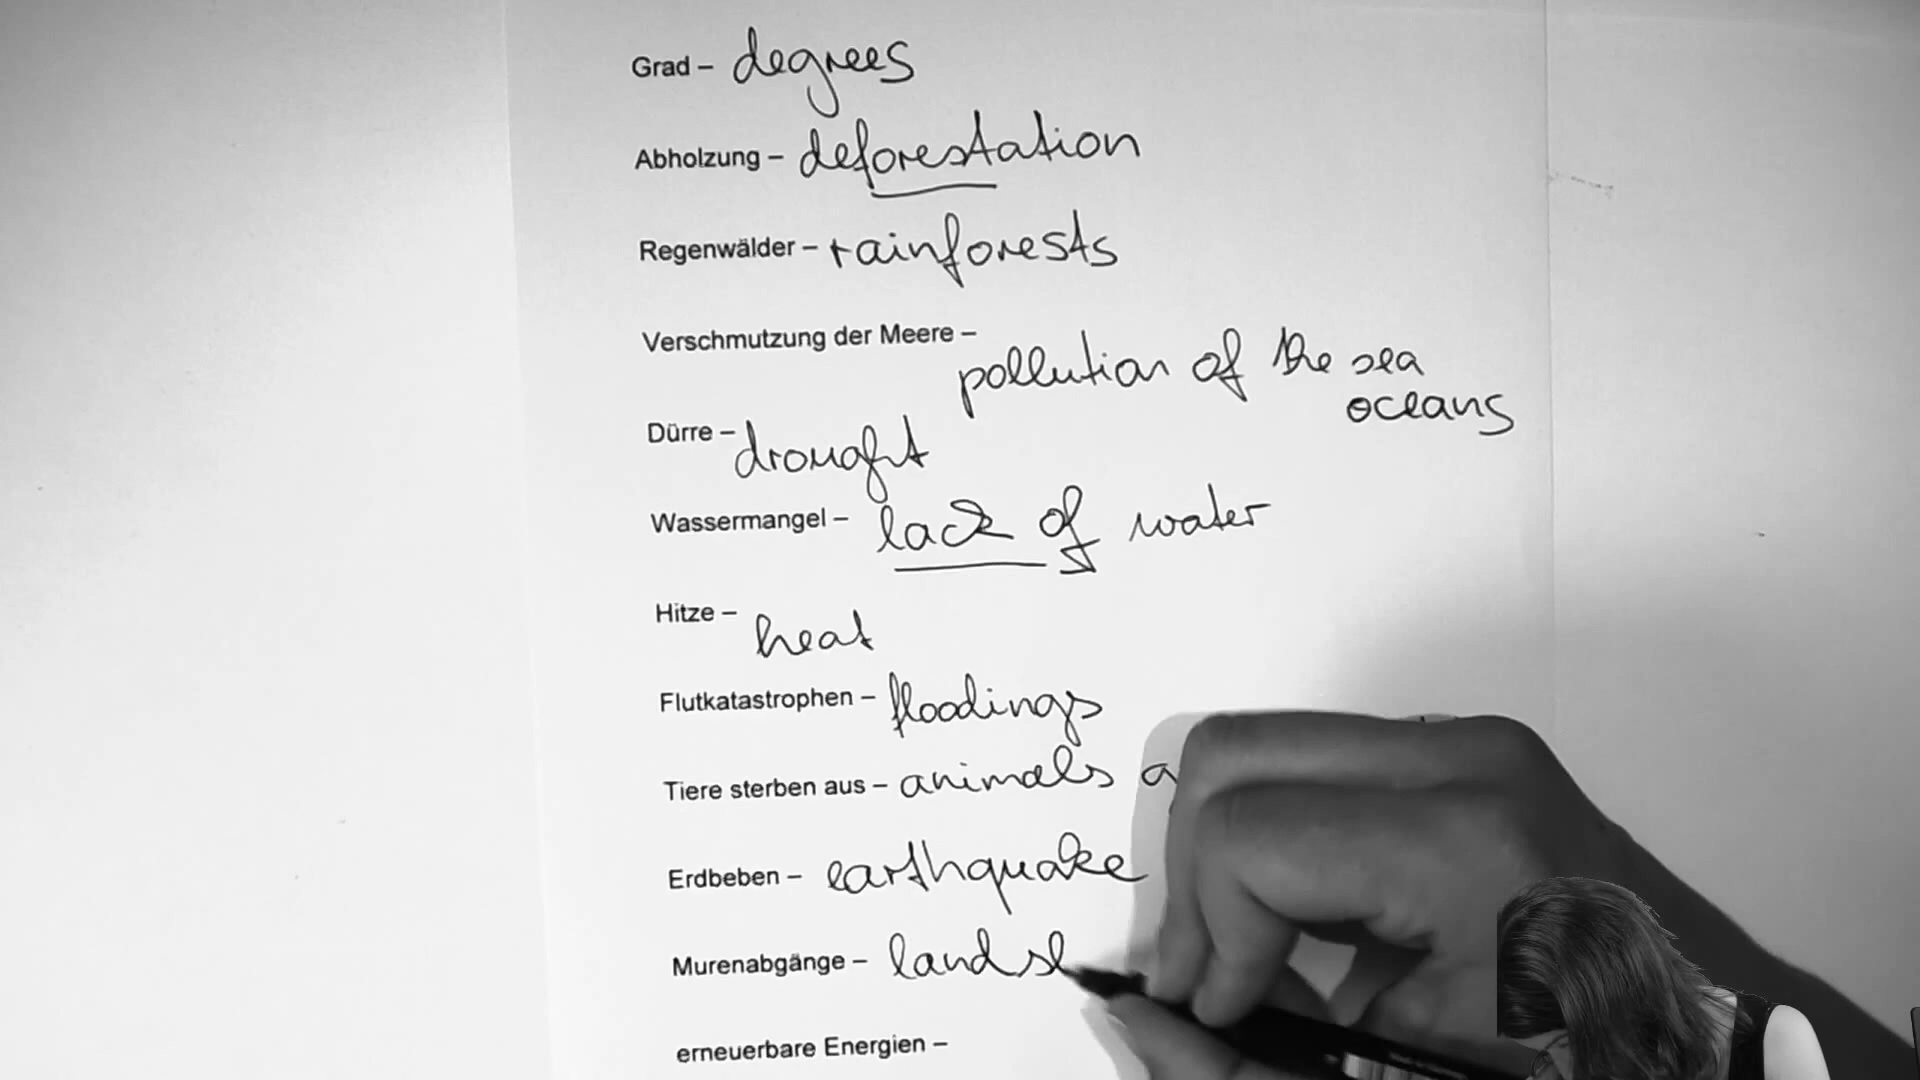 Grad – degrees
Abholzung – deforestation
Regenwälder – rainforests
Verschmutzung der Meere –
pollution of the sea
oceans
Dürre – drought
Wassermangel – lack of water
Hitze – heat
Flutkatastrophen – floodings
Tiere sterben aus – animals a
Erdbeben – earthquake
Murenabgänge – landsl
erneuerbare Energien –